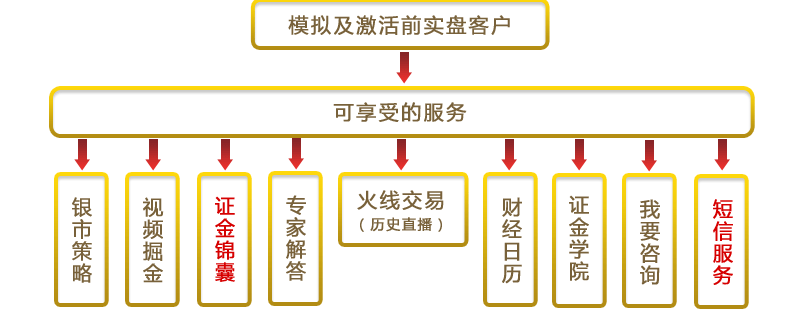 模拟及激活前实盘客户
可享受的服务
银市策略
视频掘金
证金锦囊
专家解答
火线交易
（历史直播）
财经日历
证金学院
我要咨询
短信服务